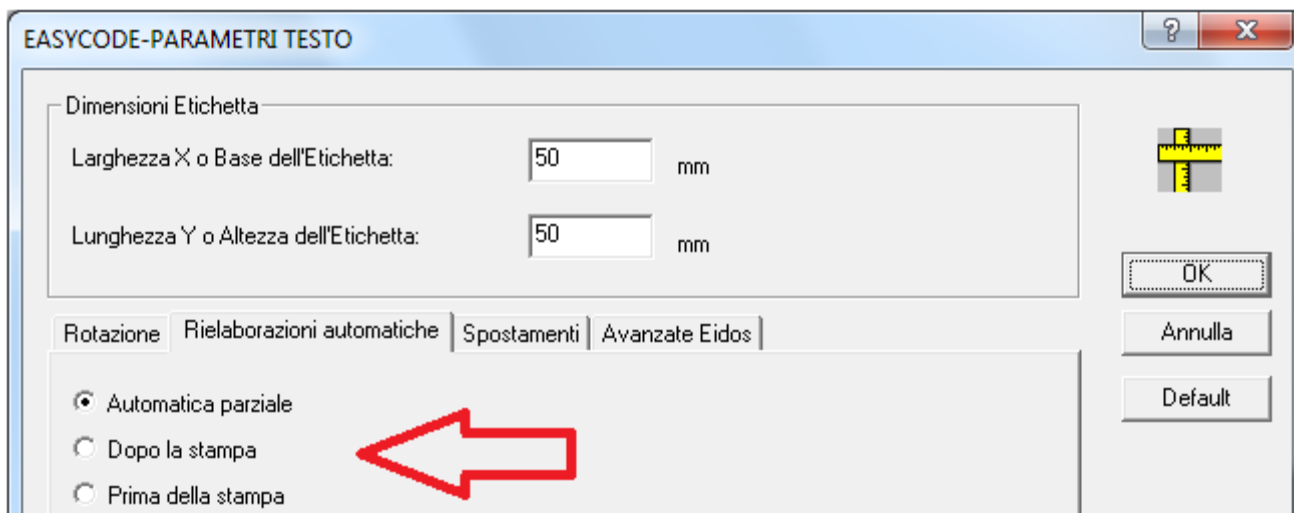 EASYCODE-PARAMETRI TESTO
Dimensioni Etichetta
Larghezza X o Base dell'Etichetta: 50 mm
Lunghezza Y o Altezza dell'Etichetta: 50 mm
OK
Rotazione Rielaborazioni automatiche Spostamenti Avanzate Eidos
Annulla
Automatica parziale
Default
Dopo la stampa
Prima della stampa